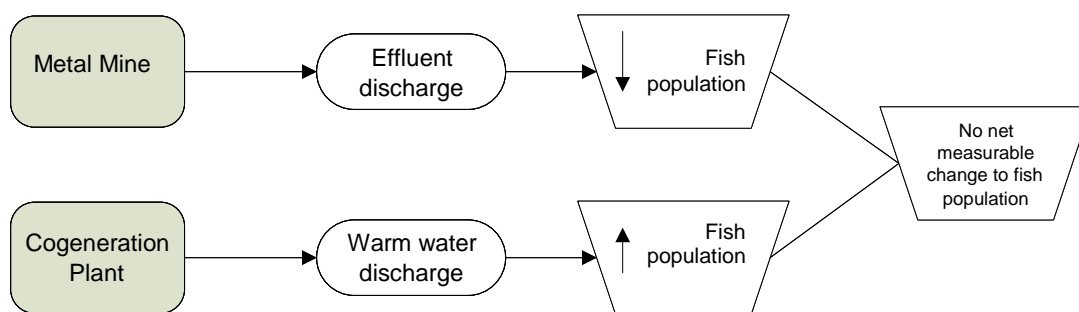 Metal Mine
Effluent
discharge
Fish
population
Cogeneration
Plant
Warm water
discharge
Fish
population
No net
measurable
change to fish
population